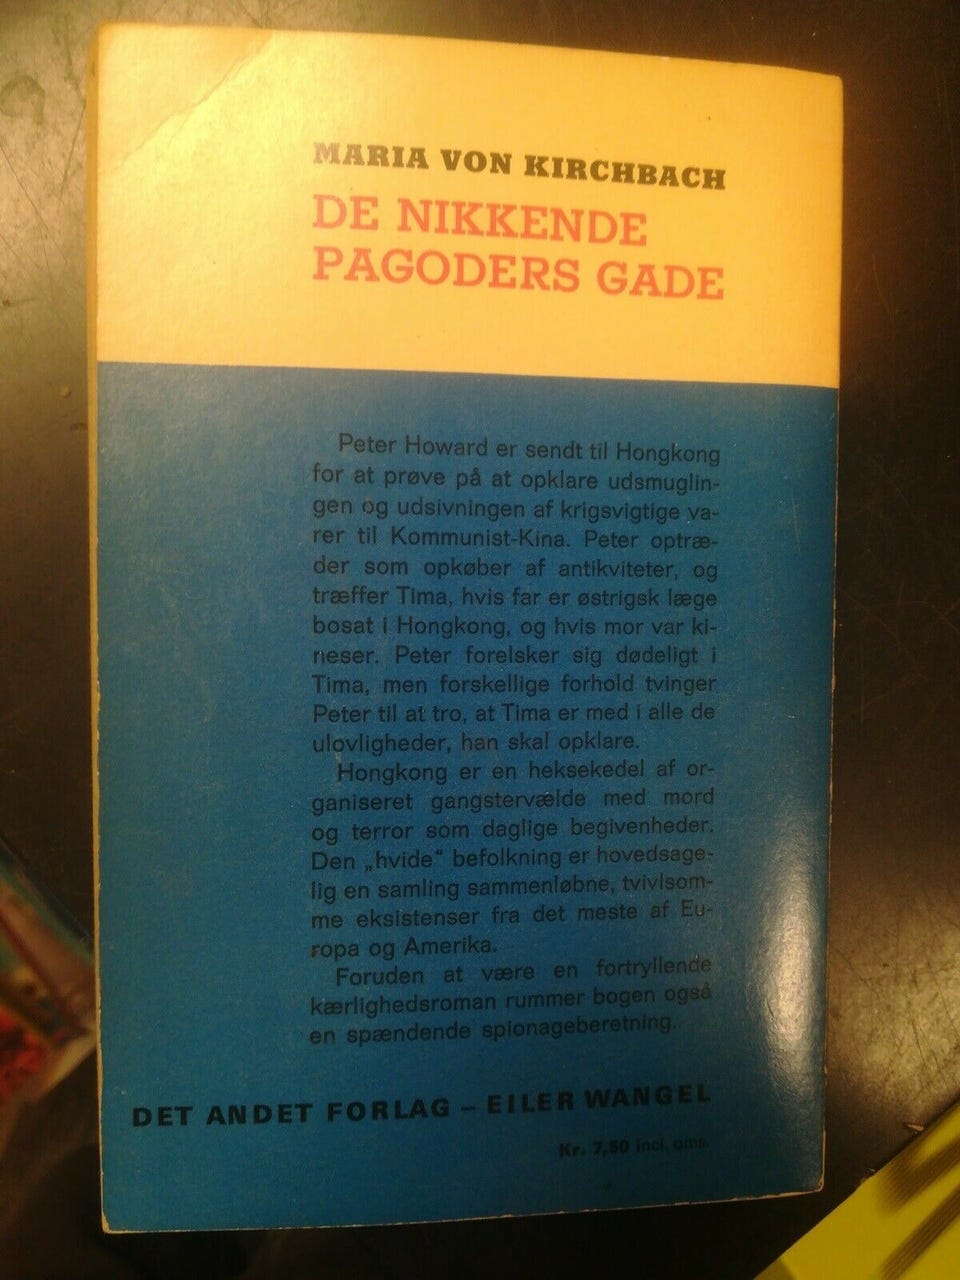 MARIA VON KIRCHBACH
DE NIKKENDE
PAGODERS GADE
Peter Howard er sendt til Hongkong
for at prøve på at opklare udsmuglin-
gen og udsivningen af krigsvigtige va-
rer til Kommunist-Kina. Peter optræ-
der som opkøber af antikviteter, og
træffer Tima, hvis far er østrigsk læge
bosat i Hongkong, og hvis mor var ki-
neser. Peter forelsker sig dødeligt i
Tima, men forskellige forhold tvinger
Peter til at tro, at Tima er med i alle de
ulovligheder, han skal opklare.
Hongkong er en heksekedel af or-
ganiseret gangstervælde med mord
og terror som daglige begivenheder.
Den „hvide" befolkning er hovedsage-
lig en samling sammenløbne, tvivlsom-
me eksistenser fra det meste af Eu-
ropa og Amerika.
Foruden at være en fortryllende
kærlighedsroman rummer bogen også
en spændende spionageberetning.
DET ANDET FORLAG – EILER WANGEL
Kr. 7,50 incl. oms.